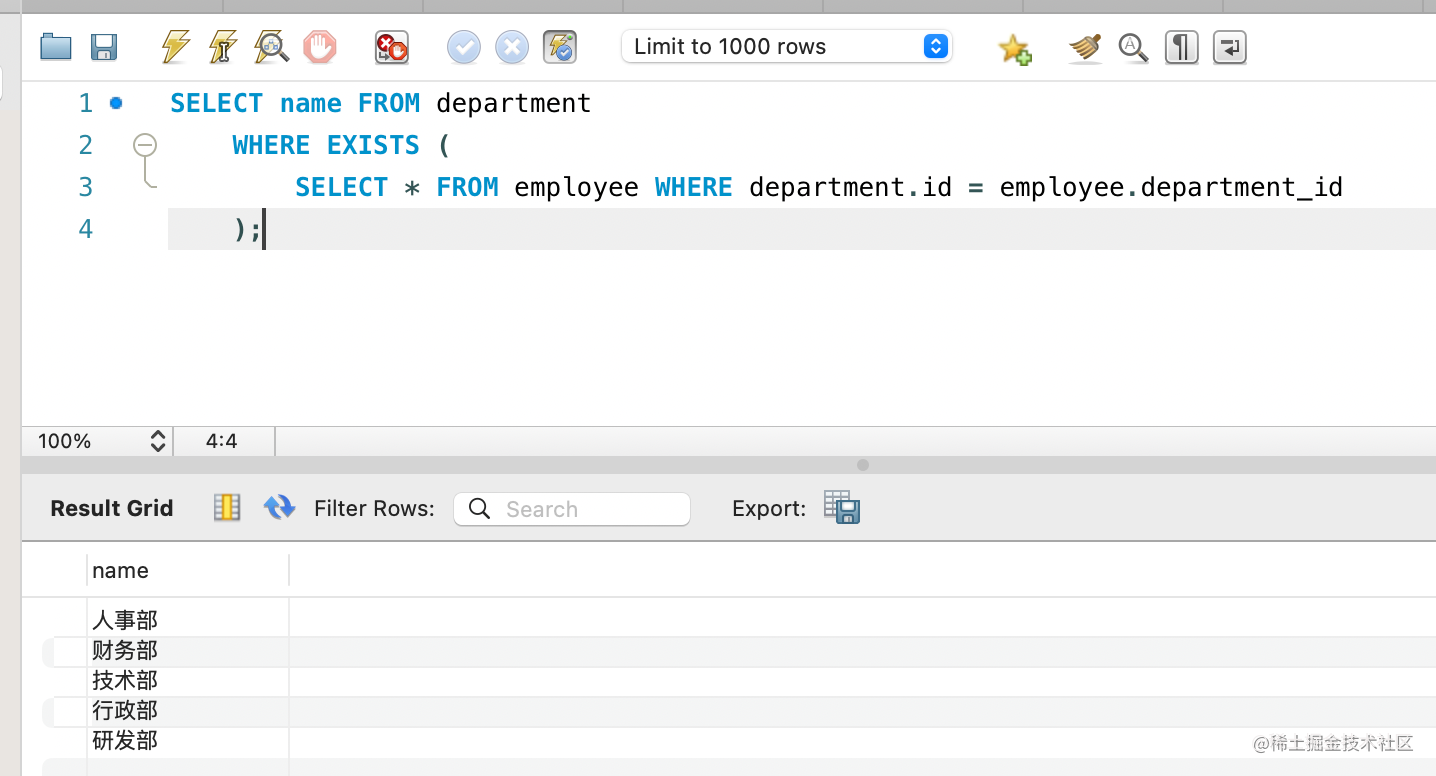 Limit to 1000 rows
1 SELECT name FROM department
2 WHERE EXISTS (
3 SELECT * FROM employee WHERE department.id = employee.department_id
4 );
100% 4:4
Result Grid Filter Rows: Search Export:
name
人事部
财务部
技术部
行政部
研发部
@稀土掘金技术社区